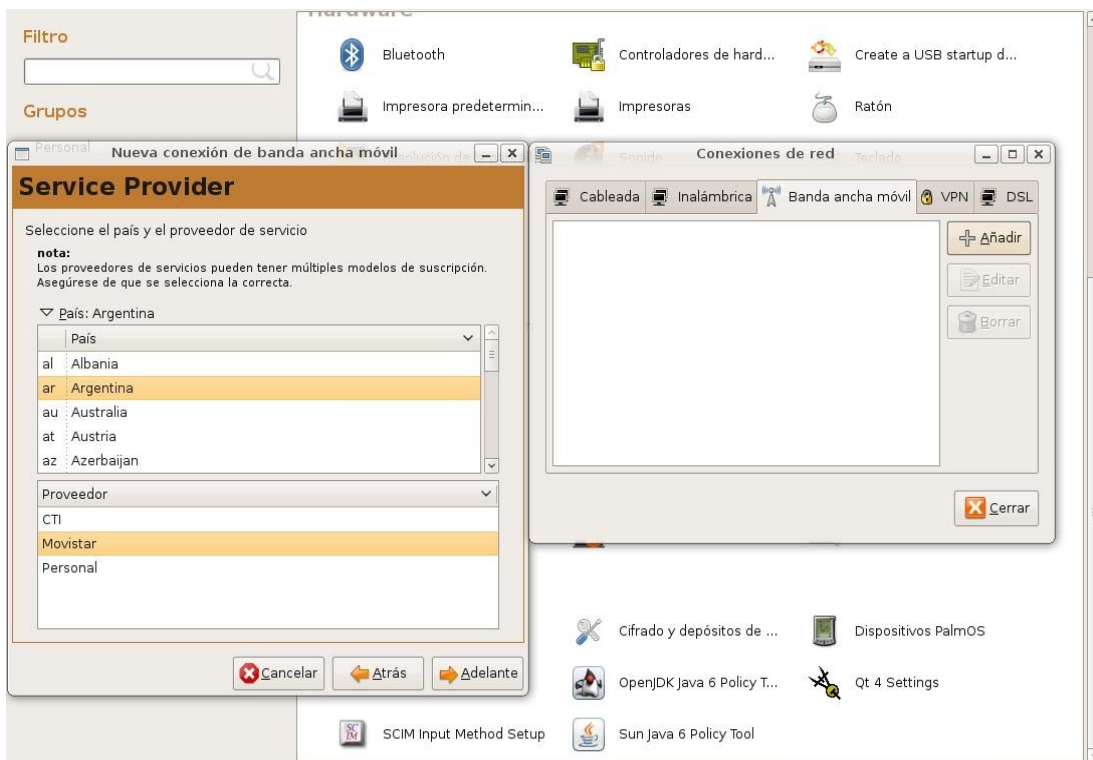 Hardware
Filtro
Grupos
Personal
Bluetooth
Controladores de hard...
Create a USB startup d...
Impresora predetermin...
Impresoras
Ratón
Sonido
Teclado
Nueva conexión de banda ancha móvil
Service Provider
Seleccione el país y el proveedor de servicio
nota:
Los proveedores de servicios pueden tener múltiples modelos de suscripción.
Asegúrese de que se selecciona la correcta.
País: Argentina
País
al Albania
ar Argentina
au Australia
at Austria
az Azerbaijan
Proveedor
CTI
Movistar
Personal
Cancelar
Atrás
Adelante
Conexiones de red
Cableada
Inalámbrica
Banda ancha móvil
VPN
DSL
Añadir
Editar
Borrar
Cerrar
Cifrado y depósitos de ...
Dispositivos PalmOS
OpenJDK Java 6 Policy T...
Qt 4 Settings
SCIM Input Method Setup
Sun Java 6 Policy Tool